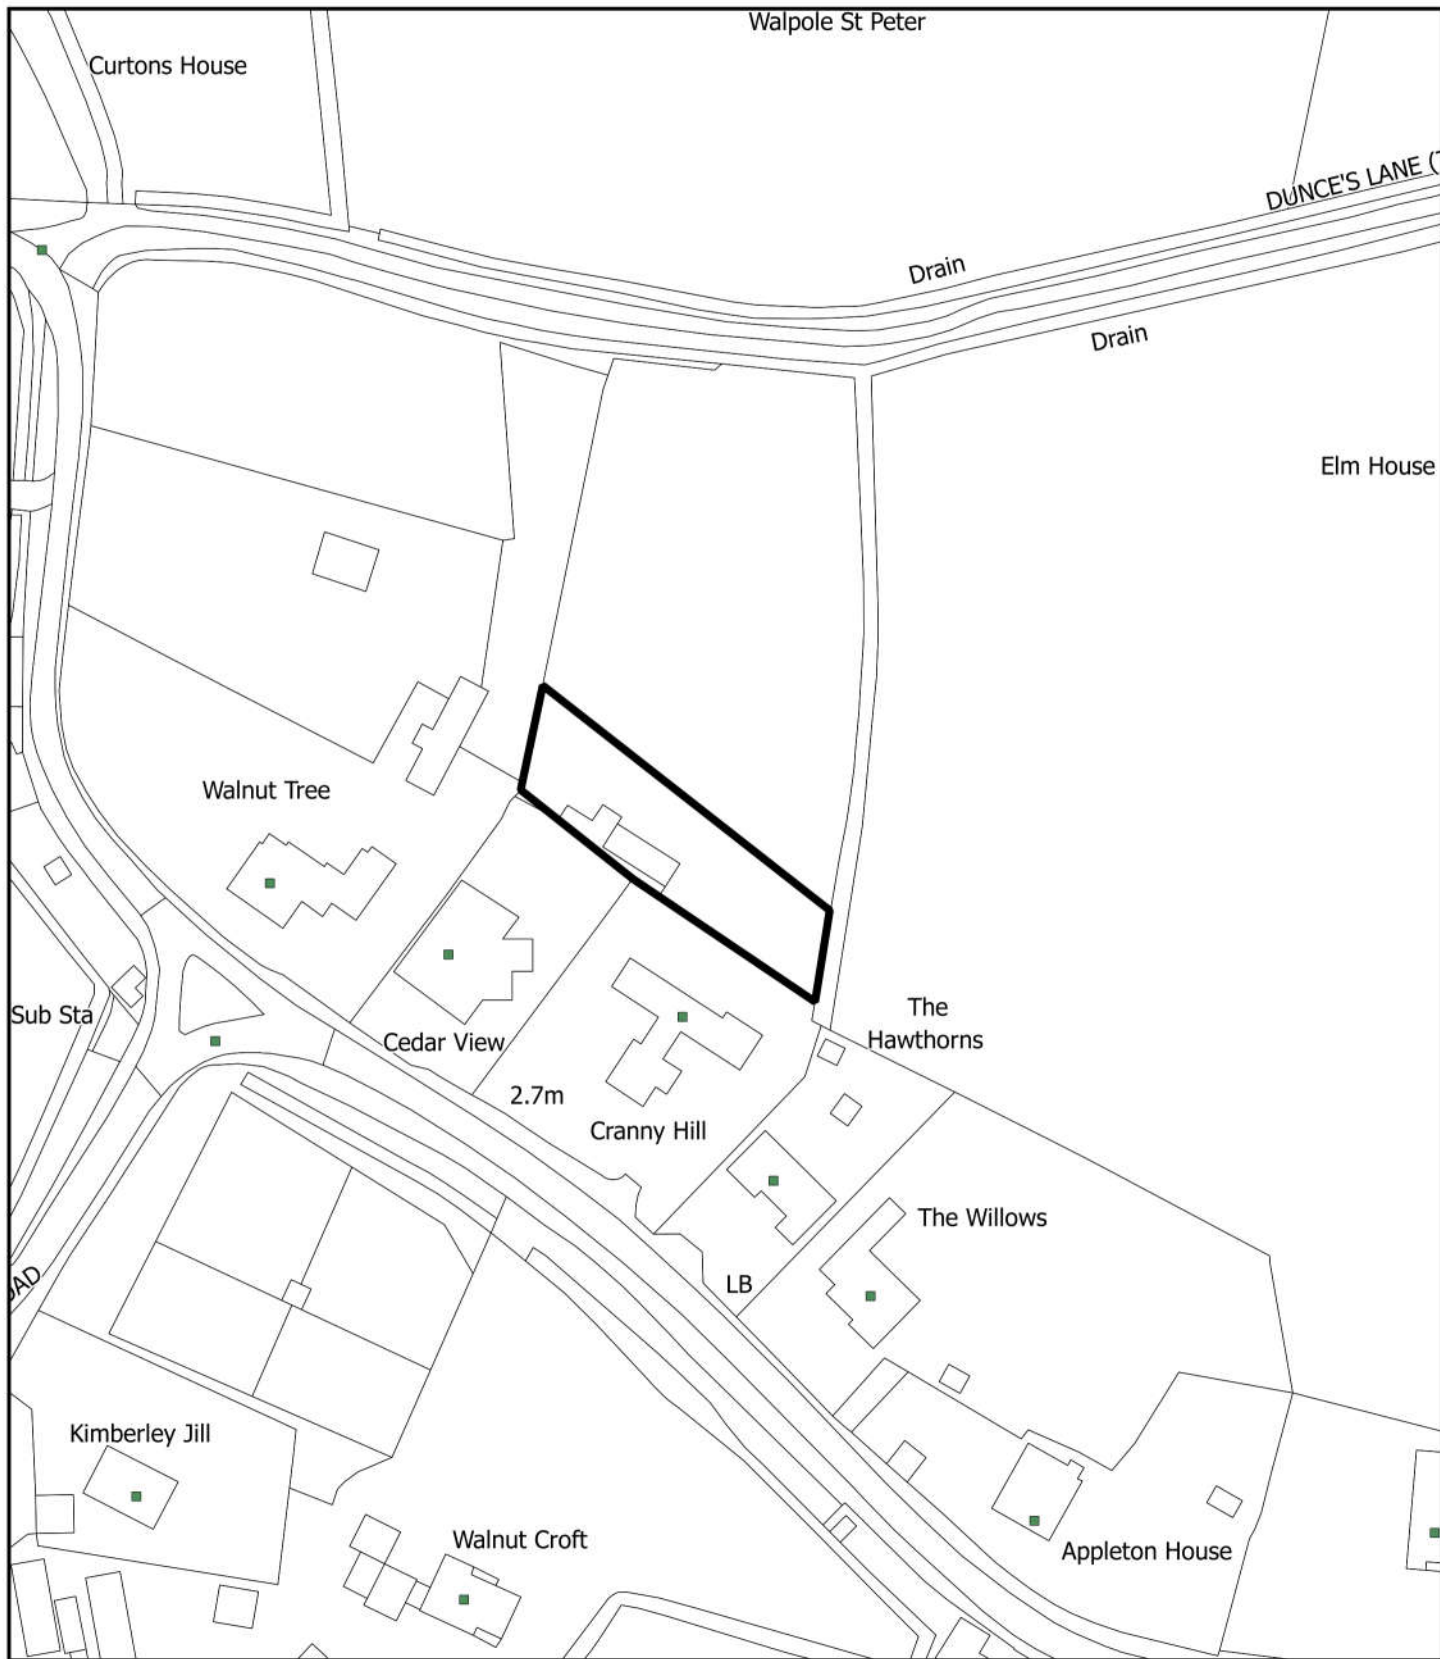 Walpole St Peter
Curtons House
DUNCE'S LANE (
Drain
Drain
Elm House
Walnut Tree
Sub Sta
The
Hawthorns
Cedar View
2.7m
Cranny Hill
The Willows
LB
OAD
Kimberley Jill
Walnut Croft
Appleton House